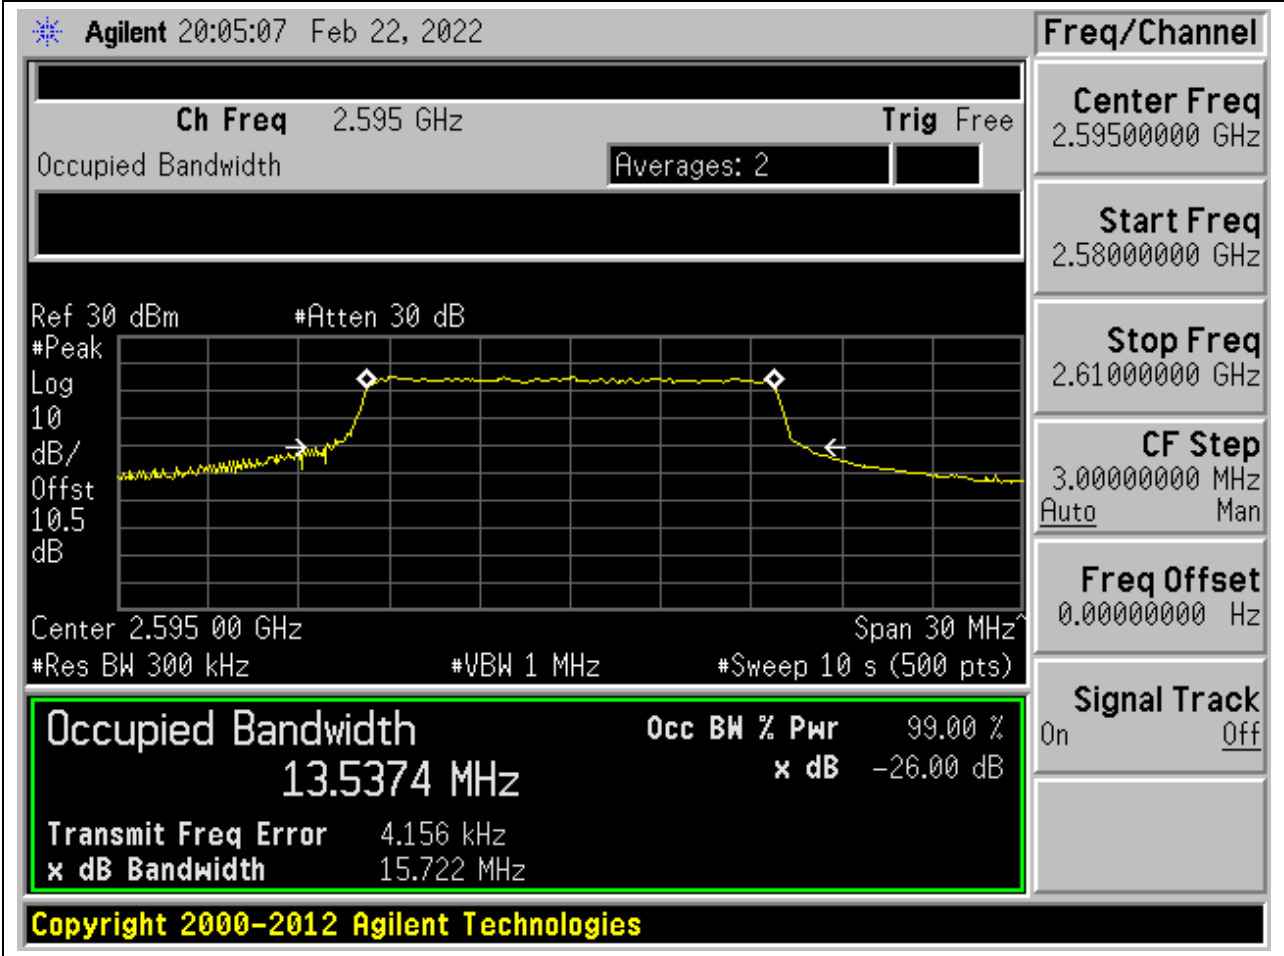 Agilent 20:05:07 Feb 22, 2022
Freq/Channel
Ch Freq 2.595 GHz Trig Free
Occupied Bandwidth Averages: 2
Center Freq
2.59500000 GHz
Start Freq
2.58000000 GHz
Stop Freq
2.61000000 GHz
CF Step
3.00000000 MHz
Auto Man
Freq Offset
0.00000000 Hz
Signal Track
On Off
Ref 30 dBm #Atten 30 dB
#Peak
Log
10
dB/
Offst
10.5
dB
Center 2.595 00 GHz Span 30 MHz^
#Res BW 300 kHz #VBW 1 MHz #Sweep 10 s (500 pts)
Occupied Bandwidth Occ BW % Pwr 99.00 %
13.5374 MHz x dB -26.00 dB
Transmit Freq Error 4.156 kHz
x dB Bandwidth 15.722 MHz
Copyright 2000-2012 Agilent Technologies